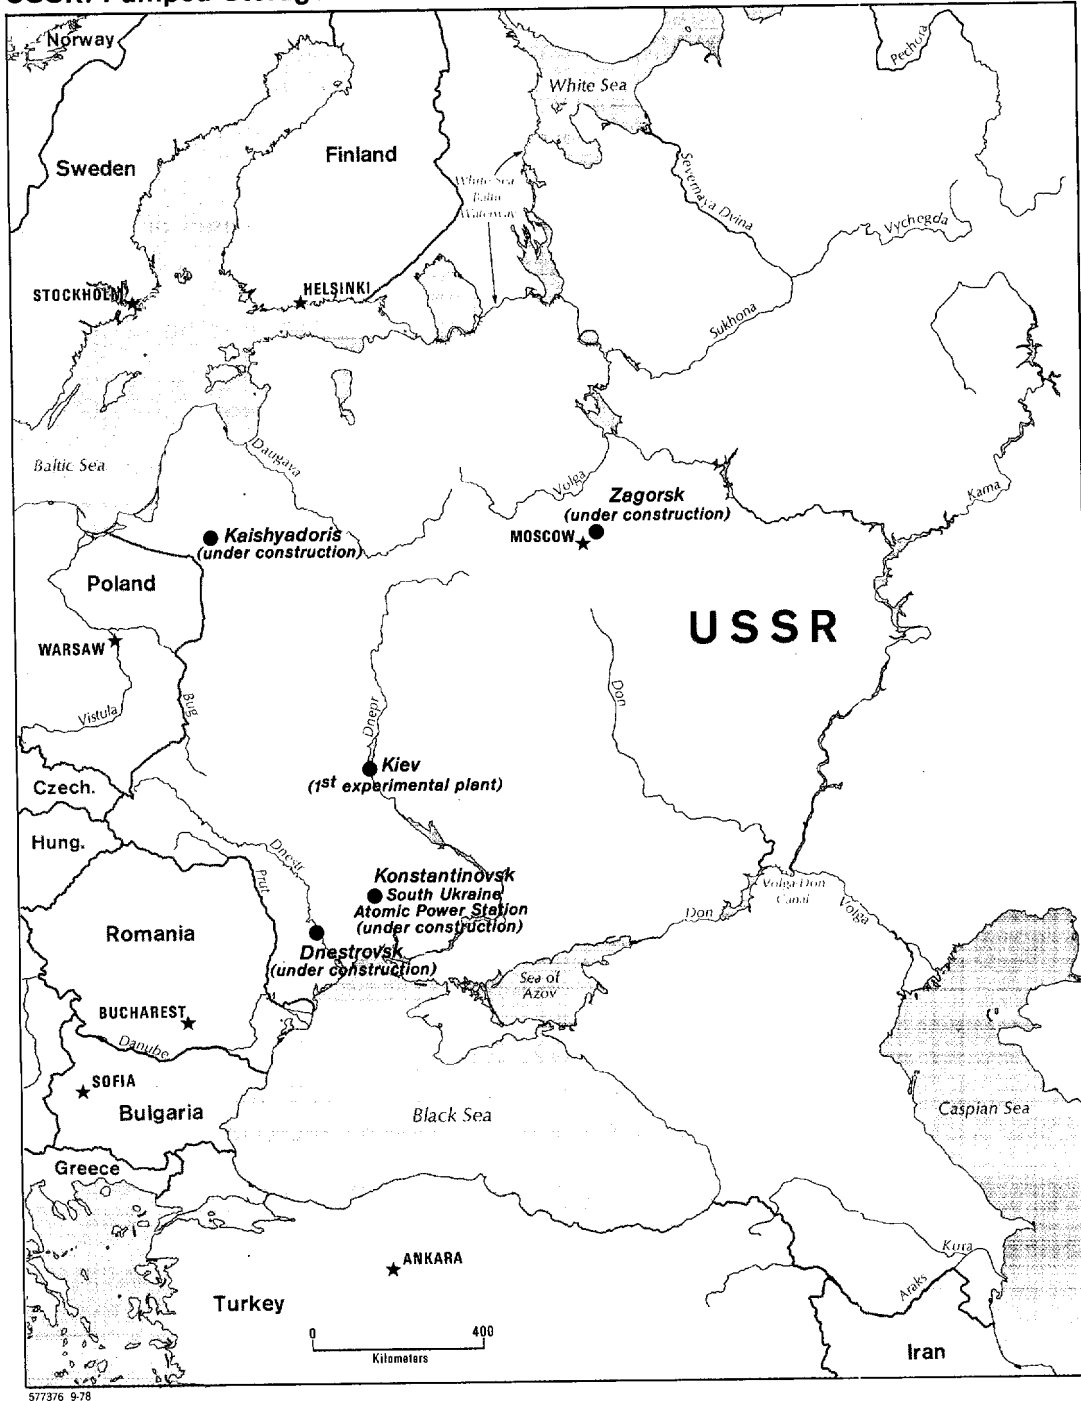 USSR: Pumped Storage
Norway
White Sea
Pechora
Sweden
Finland
White Sea
Baltic
Waterway
Severnaya Dvina
Vychegda
STOCKHOLM
HELSINKI
Sukhona
Baltic Sea
Daugava
Volga
Kama
Zagorsk
(under construction)
MOSCOW
Kaishyadoris
(under construction)
Poland
USSR
WARSAW
Bug
Vistula
Dnepr
Don
Kiev
(1st experimental plant)
Czech.
Hung.
Dnestr
Prut
Konstantinovsk
South Ukraine
Atomic Power Station
(under construction)
Volga-Don
Canal
Volga
Don
Romania
Dnestrovsk
(under construction)
Sea of
Azov
BUCHAREST
Danube
SOFIA
Bulgaria
Black Sea
Caspian Sea
Greece
ANKARA
Kura
Araks
Turkey
0 400
Kilometers
Iran
577376 9-78